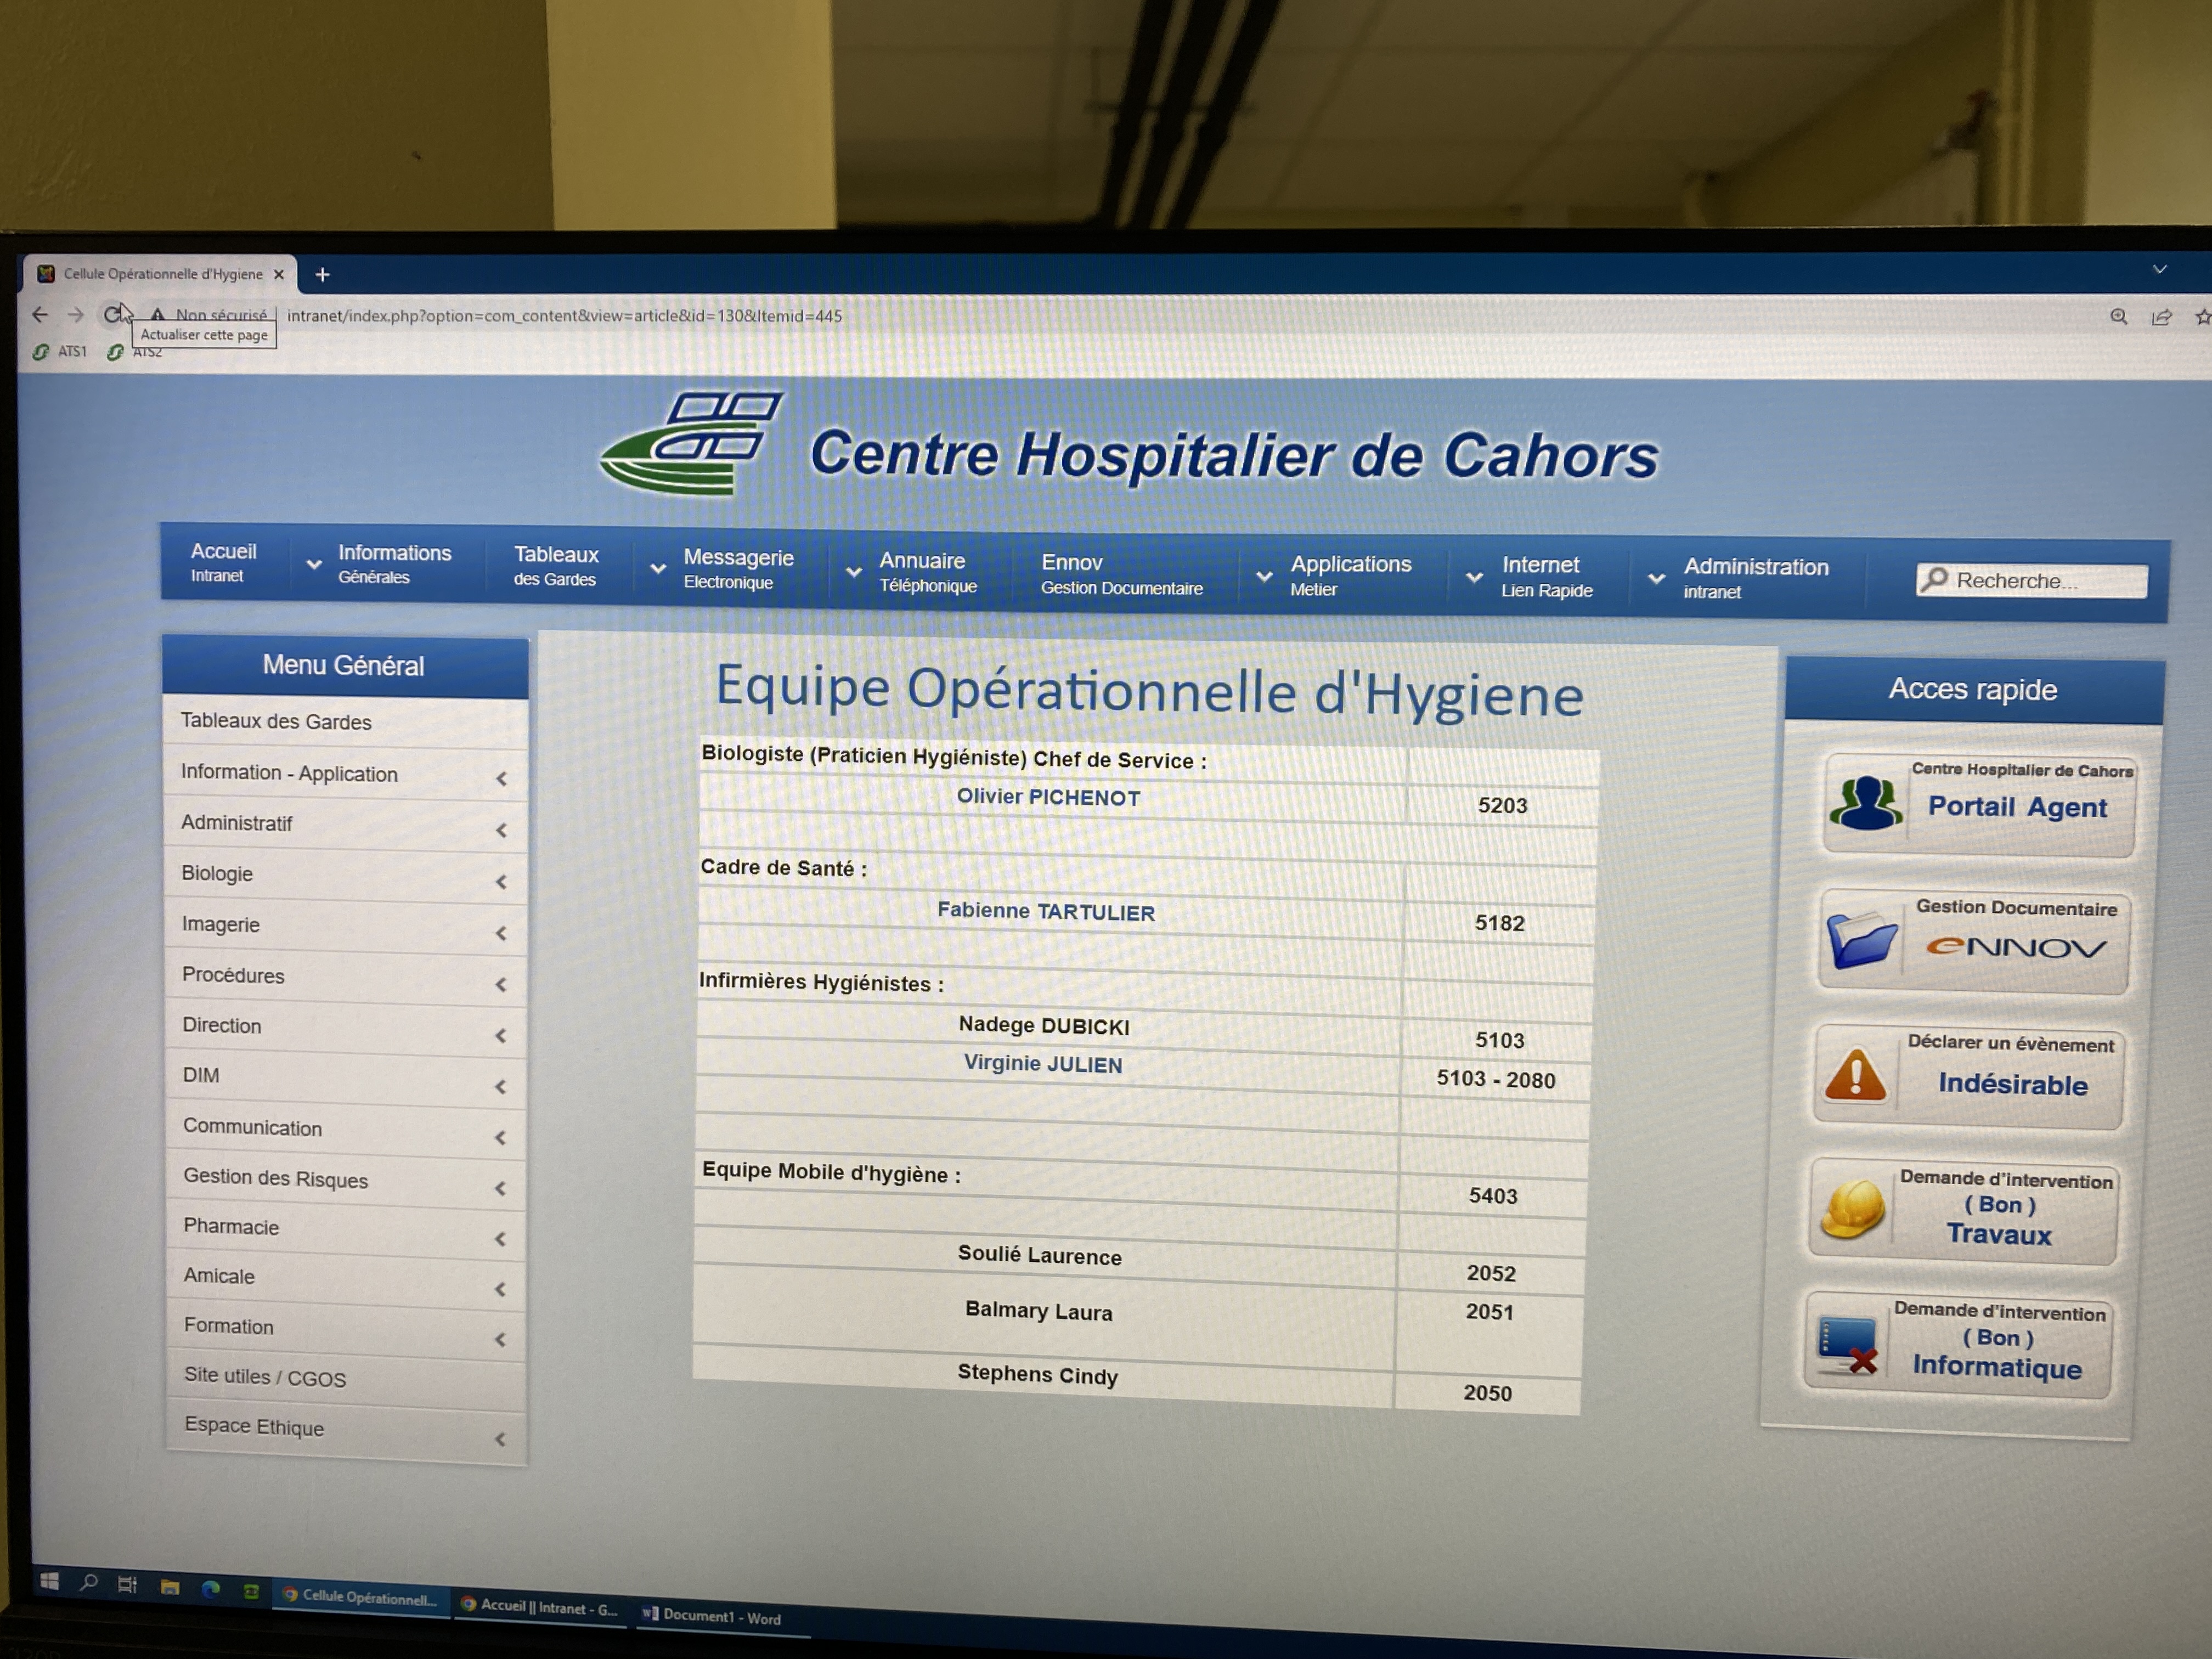 Cellule Opérationnelle d'Hygiene
Non sécurisé
intranet/index.php?option=com_content&view=article&id=130&Itemid=445
Actualiser cette page
ATS1
ATS2
Centre Hospitalier de Cahors
Accueil
Intranet
Informations
Générales
Tableaux
des Gardes
Messagerie
Electronique
Annuaire
Téléphonique
Ennov
Gestion Documentaire
Applications
Metier
Internet
Lien Rapide
Administration
intranet
Recherche...
Menu Général
Tableaux des Gardes
Information - Application
Administratif
Biologie
Imagerie
Procédures
Direction
DIM
Communication
Gestion des Risques
Pharmacie
Amicale
Formation
Site utiles / CGOS
Espace Ethique
Equipe Opérationnelle d'Hygiene
Biologiste (Praticien Hygiéniste) Chef de Service :
Olivier PICHENOT 5203
Cadre de Santé :
Fabienne TARTULIER 5182
Infirmières Hygiénistes :
Nadege DUBICKI 5103
Virginie JULIEN 5103 - 2080
Equipe Mobile d'hygiène : 5403
Soulié Laurence 2052
Balmary Laura 2051
Stephens Cindy 2050
Acces rapide
Centre Hospitalier de Cahors
Portail Agent
Gestion Documentaire
eNNOV
Déclarer un évènement
Indésirable
Demande d'intervention
( Bon )
Travaux
Demande d'intervention
( Bon )
Informatique
Cellule Opérationnell...
Accueil || Intranet - G...
Document1 - Word